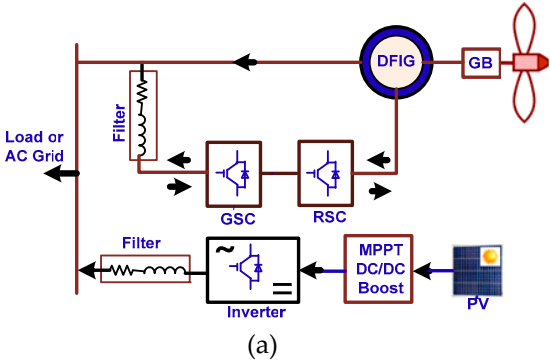 DFIG
GB
Filter
Load or
AC Grid
GSC
RSC
Filter
MPPT
DC/DC
Boost
Inverter
PV
(a)